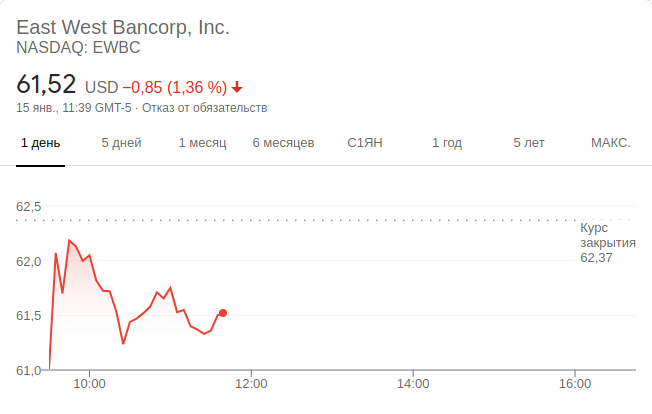 East West Bancorp, Inc.
NASDAQ: EWBC
61,52 USD −0,85 (1,36 %)
15 янв., 11:39 GMT-5 · Отказ от обязательств
1 день 5 дней 1 месяц 6 месяцев С1ЯН 1 год 5 лет МАКС.
62,5
Курс
закрытия
62,37
62,0
61,5
61,0
10:00 12:00 14:00 16:00